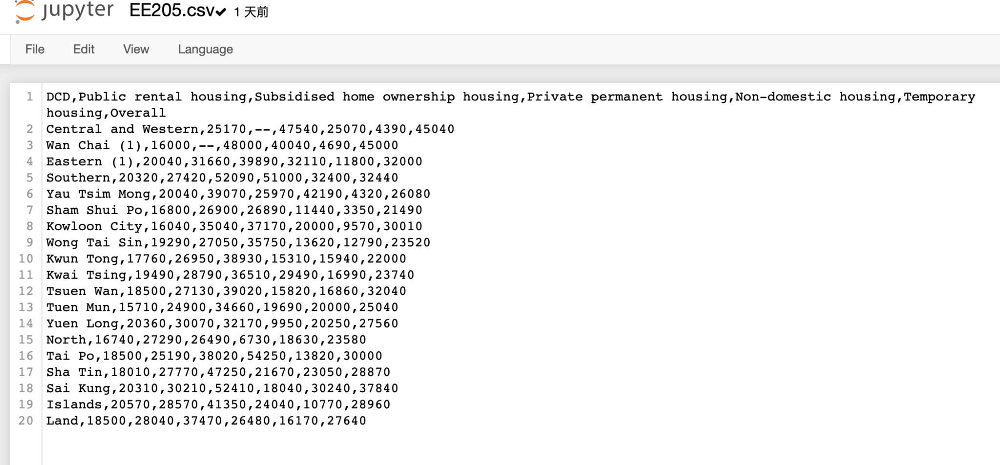 jupyter EE205.csv✔ 1 天前
File Edit View Language
1 DCD,Public rental housing,Subsidised home ownership housing,Private permanent housing,Non-domestic housing,Temporary
housing,Overall
2 Central and Western,25170,--,47540,25070,4390,45040
3 Wan Chai (1),16000,--,48000,40040,4690,45000
4 Eastern (1),20040,31660,39890,32110,11800,32000
5 Southern,20320,27420,52090,51000,32400,32440
6 Yau Tsim Mong,20040,39070,25970,42190,4320,26080
7 Sham Shui Po,16800,26900,26890,11440,3350,21490
8 Kowloon City,16040,35040,37170,20000,9570,30010
9 Wong Tai Sin,19290,27050,35750,13620,12790,23520
10 Kwun Tong,17760,26950,38930,15310,15940,22000
11 Kwai Tsing,19490,28790,36510,29490,16990,23740
12 Tsuen Wan,18500,27130,39020,15820,16860,32040
13 Tuen Mun,15710,24900,34660,19690,20000,25040
14 Yuen Long,20360,30070,32170,9950,20250,27560
15 North,16740,27290,26490,6730,18630,23580
16 Tai Po,18500,25190,38020,54250,13820,30000
17 Sha Tin,18010,27770,47250,21670,23050,28870
18 Sai Kung,20310,30210,52410,18040,30240,37840
19 Islands,20570,28570,41350,24040,10770,28960
20 Land,18500,28040,37470,26480,16170,27640